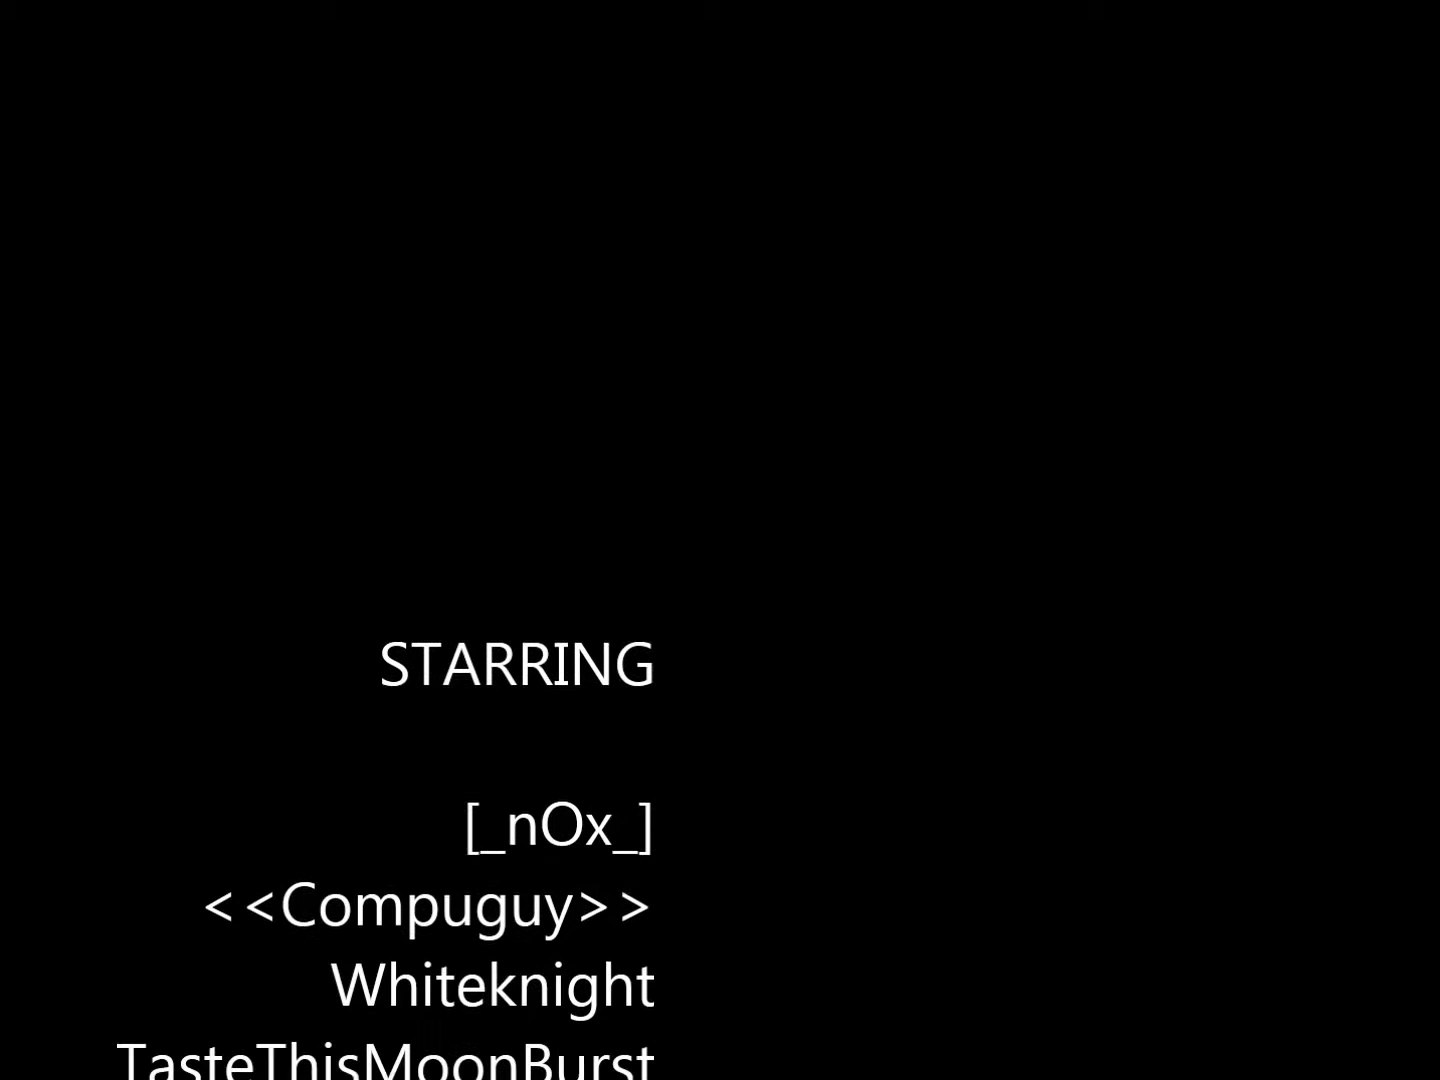 STARRING
[_nOx_]
<<Compuguy>>
Whiteknight
TasteThisMoonBurst